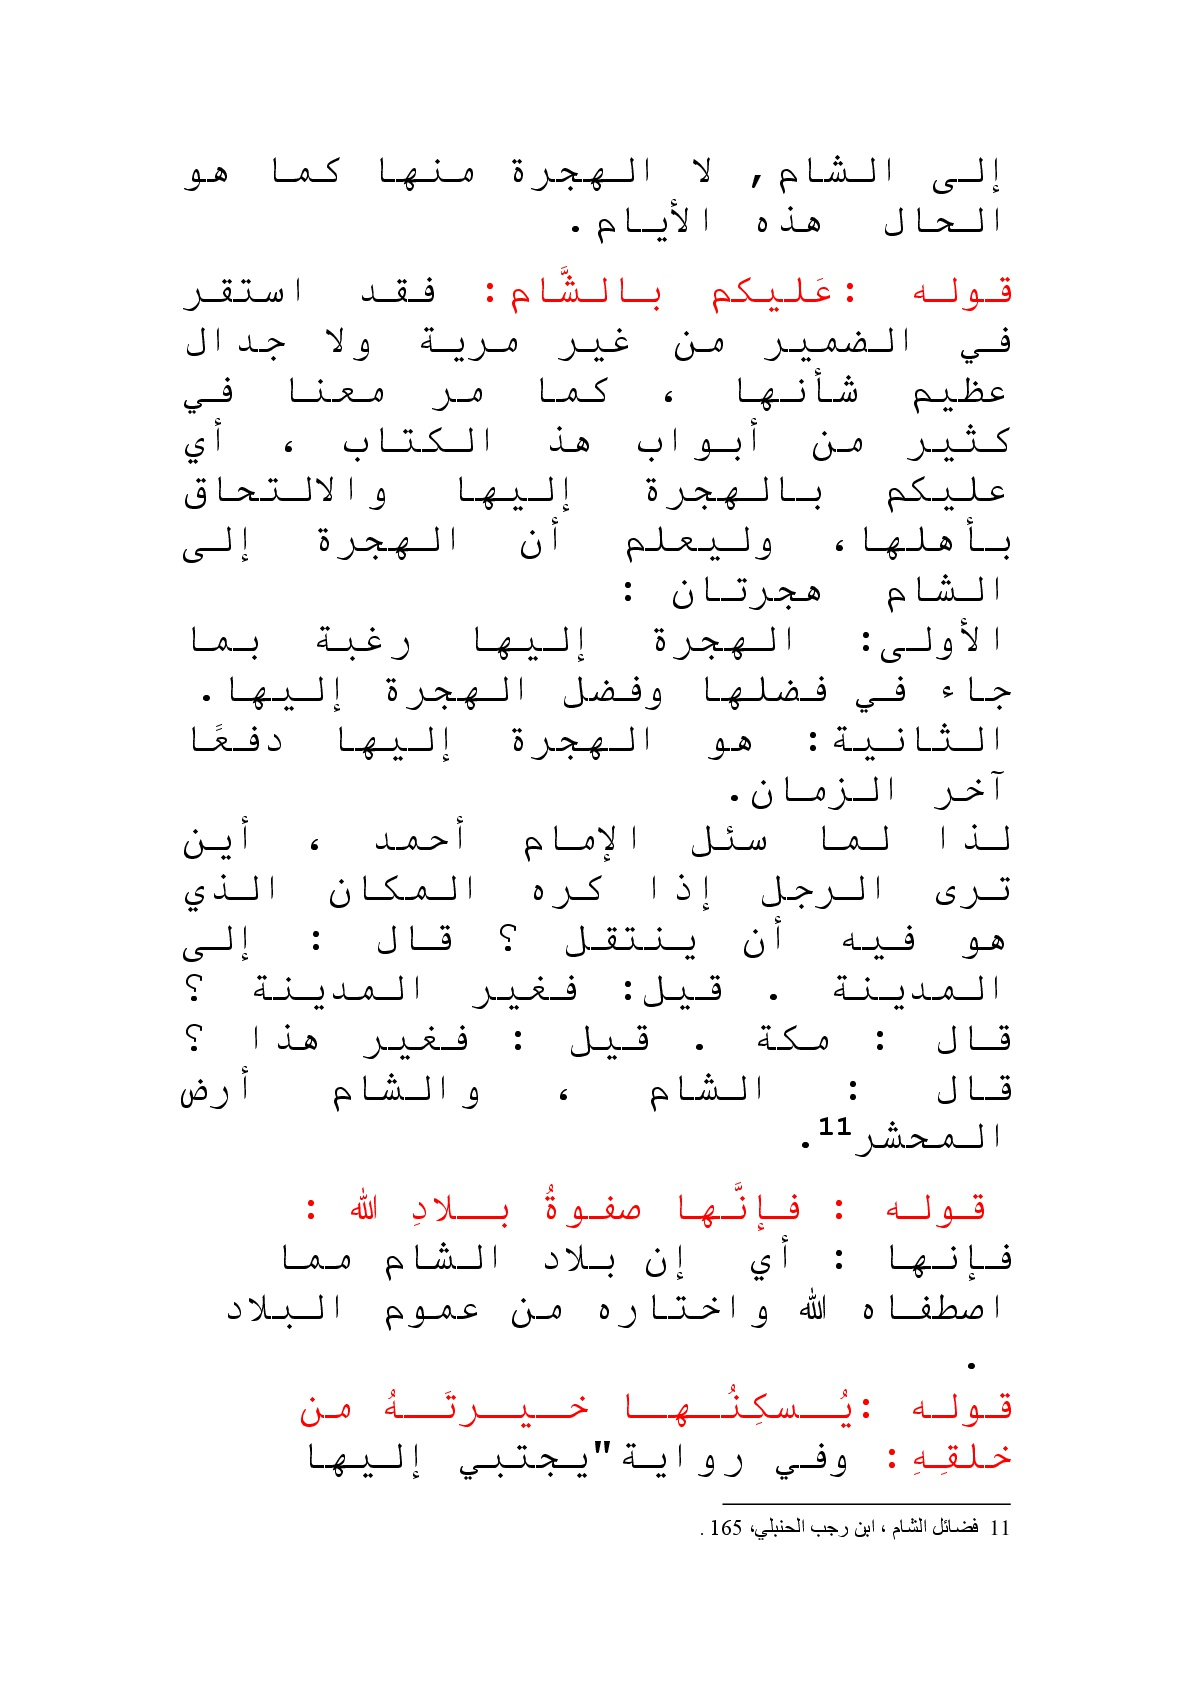 إلى الشام, لا الهجرة منها كما هو
الحال هذه الأيام.
قوله :عَليكم بالشَّام: فقد استقر
في الضمير من غير مرية ولا جدال
عظيم شأنها ، كما مر معنا في
كثير من أبواب هذ الكتاب ، أي
عليكم بالهجرة إليها والالتحاق
بأهلها، وليعلم أن الهجرة إلى
الشام هجرتان :
الأولى: الهجرة إليها رغبة بما
جاء في فضلها وفضل الهجرة إليها.
الثانية: هو الهجرة إليها دفعًَا
آخر الزمان.
لذا لما سئل الإمام أحمد ، أين
ترى الرجل إذا كره المكان الذي
هو فيه أن ينتقل ؟ قال : إلى
المدينة . قيل: فغير المدينة ؟
قال : مكة . قيل : فغير هذا ؟
قال : الشام ، والشام أرض
المحشر11.
قوله : فإنَّها صفوةُ بلادِ الله :
فإنها : أي إن بلاد الشام مما
اصطفاه الله واختاره من عموم البلاد
.
قوله :يُسكِنُها خيرتَهُ من
خلقِهِ: وفي رواية"يجتبي إليها
11 فضائل الشام ، ابن رجب الحنبلي، 165 .